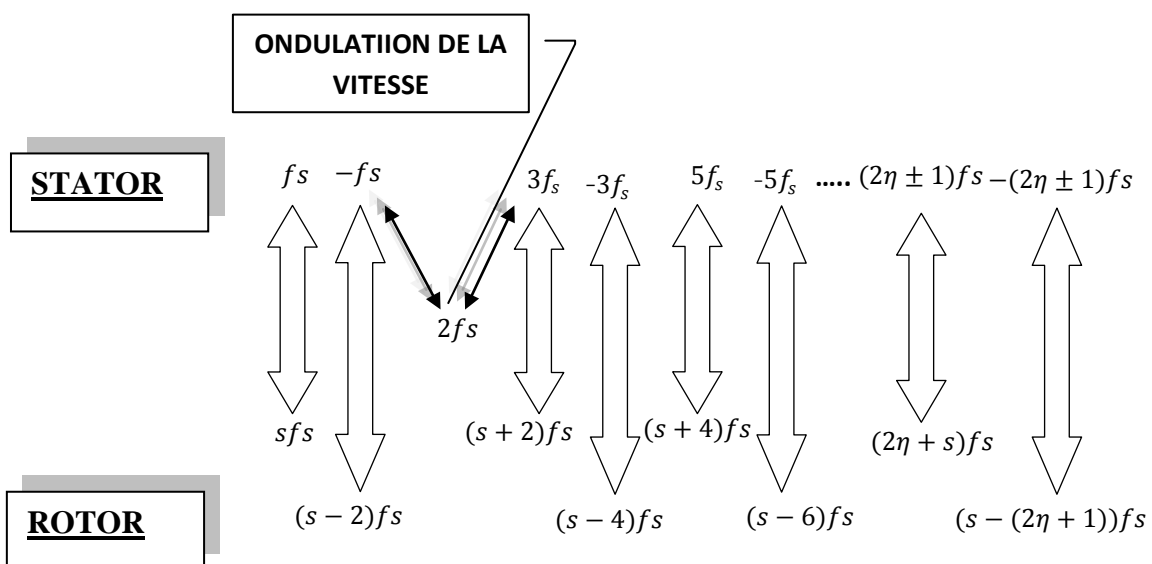 ONDULATIION DE LA
VITESSE
STATOR
fs −fs 3fₛ -3fₛ 5fₛ -5fₛ ..... (2η ± 1)fs −(2η ± 1)fs
2fs
sfs (s + 2)fs (s + 4)fs (2η + s)fs
ROTOR
(s − 2)fs (s − 4)fs (s − 6)fs (s − (2η + 1))fs